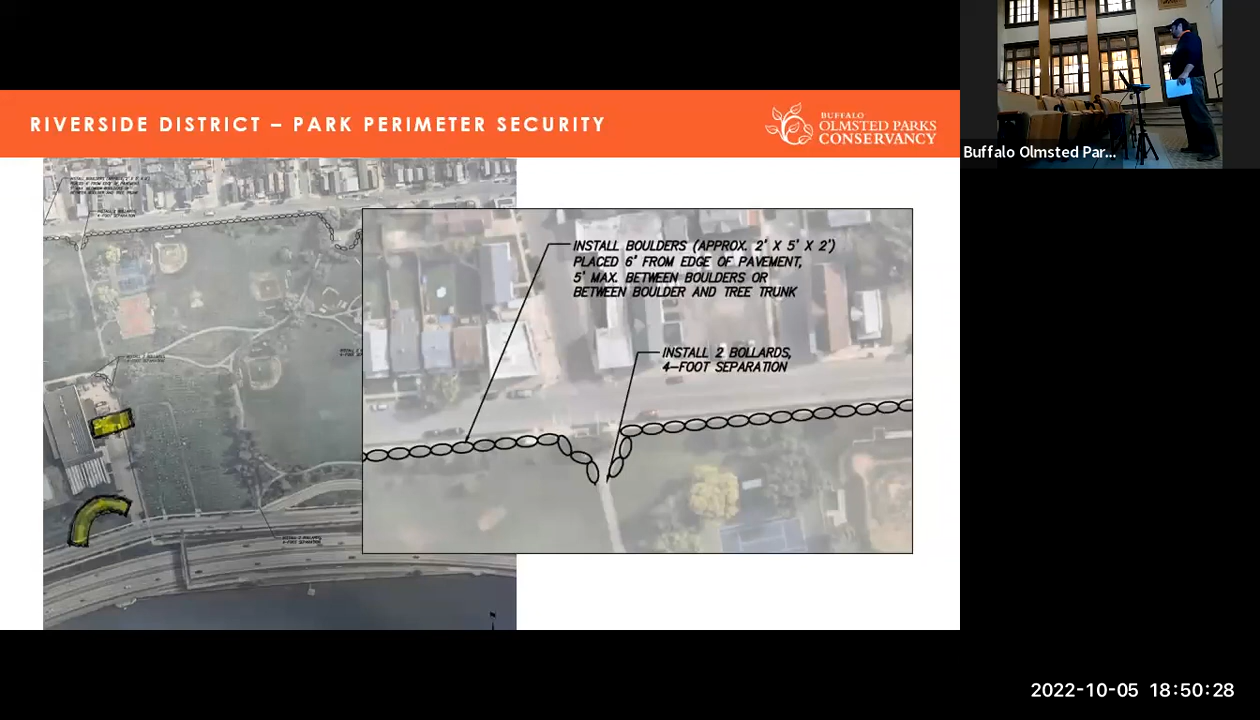 RIVERSIDE DISTRICT – PARK PERIMETER SECURITY
BUFFALO
OLMSTED PARKS
CONSERVANCY
Buffalo Olmsted Par...
INSTALL BOULDERS (APPROX. 2' X 5' X 2')
PLACED 6' FROM EDGE OF PAVEMENT,
5' MAX. BETWEEN BOULDERS OR
BETWEEN BOULDER AND TREE TRUNK
INSTALL 2 BOLLARDS,
4-FOOT SEPARATION
2022-10-05 18:50:28